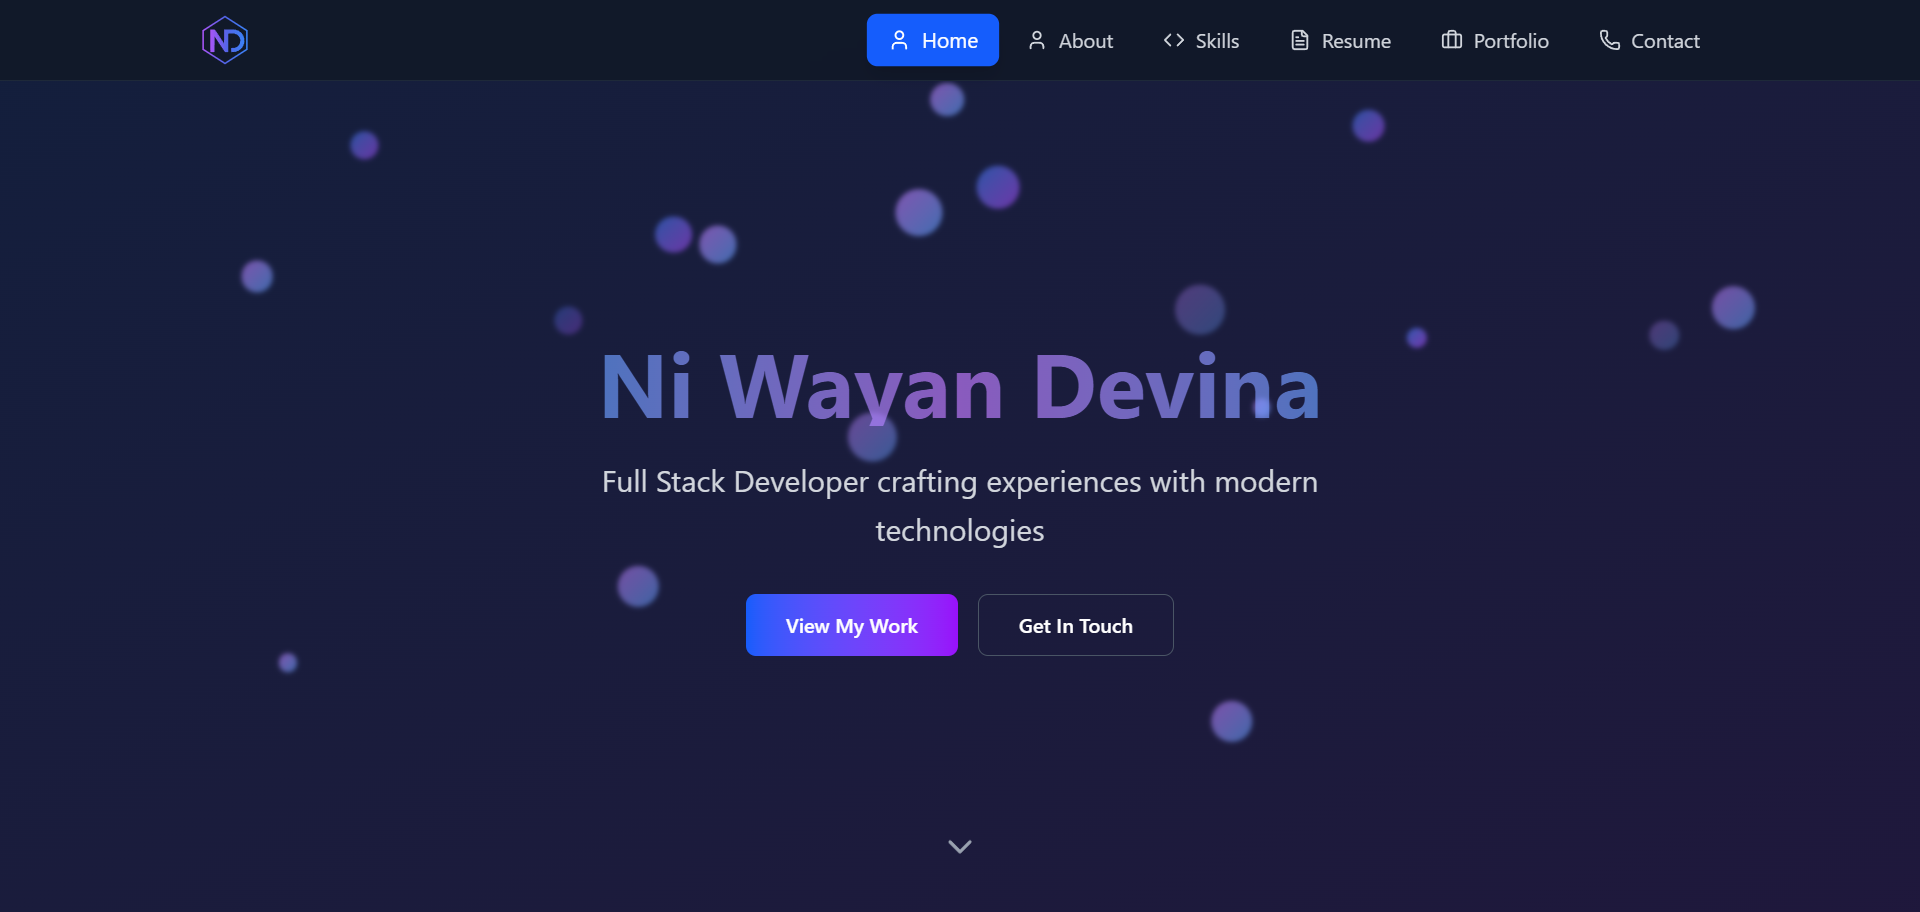 ND
Home
About
Skills
Resume
Portfolio
Contact
Ni Wayan Devina
Full Stack Developer crafting experiences with modern
technologies
View My Work
Get In Touch